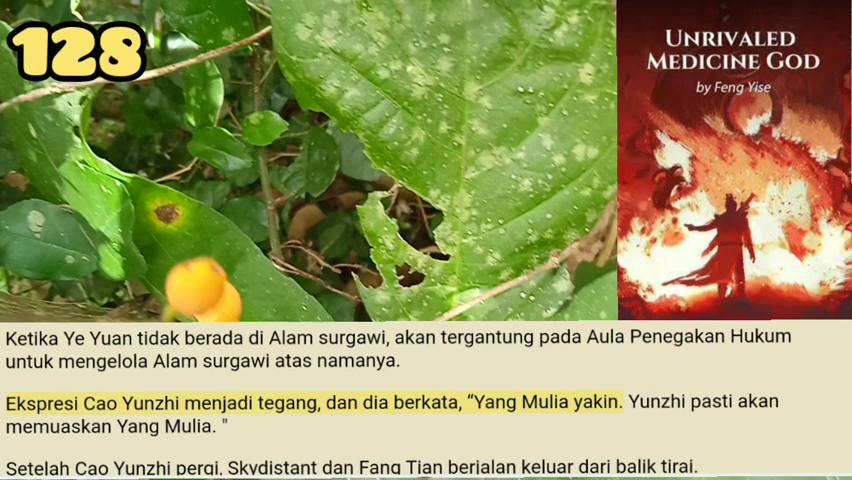 128
UNRIVALED
MEDICINE GOD
by Feng Yise
Ketika Ye Yuan tidak berada di Alam surgawi, akan tergantung pada Aula Penegakan Hukum
untuk mengelola Alam surgawi atas namanya.
Ekspresi Cao Yunzhi menjadi tegang, dan dia berkata, “Yang Mulia yakin. Yunzhi pasti akan
memuaskan Yang Mulia. "
Setelah Cao Yunzhi pergi, Skydistant dan Fang Tian berjalan keluar dari balik tirai.